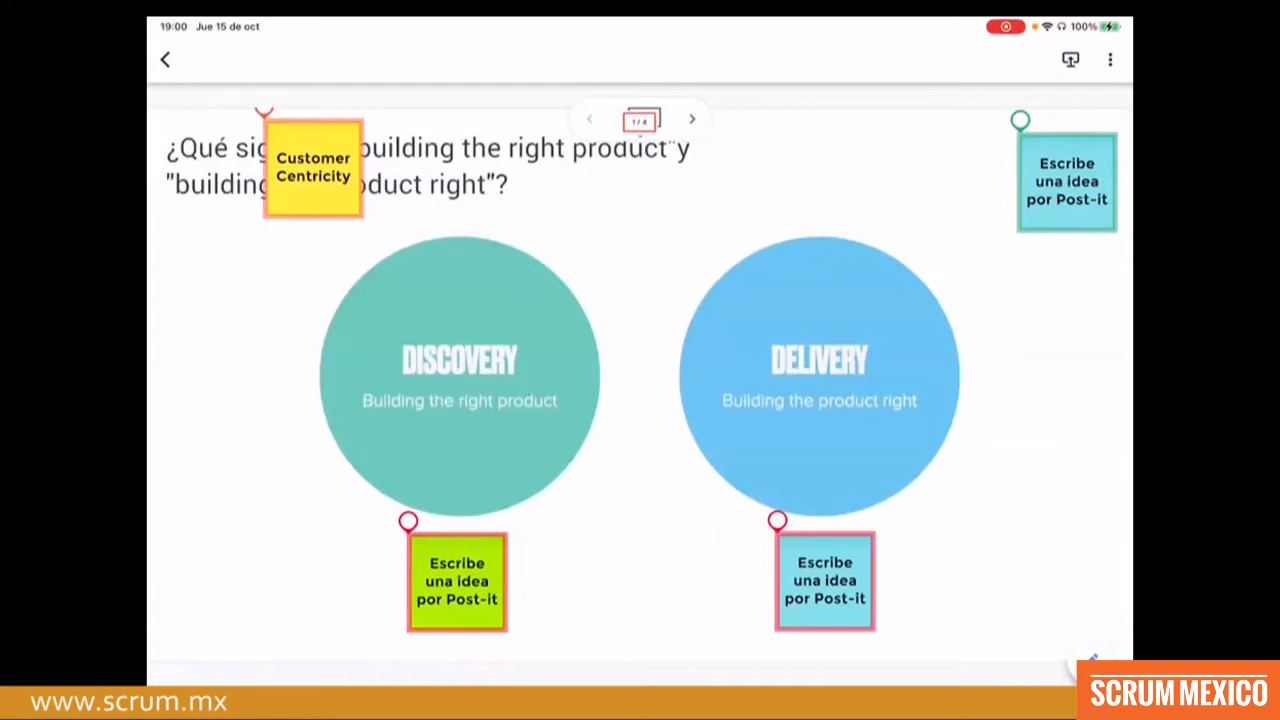 19:00 Jue 15 de oct
100%
1/4
¿Qué sig building the right product" y
"building duct right"?
Customer
Centricity
Escribe
una idea
por Post-it
DISCOVERY
Building the right product
DELIVERY
Building the product right
Escribe
una idea
por Post-it
Escribe
una idea
por Post-it
www.scrum.mx
SCRUM MEXICO